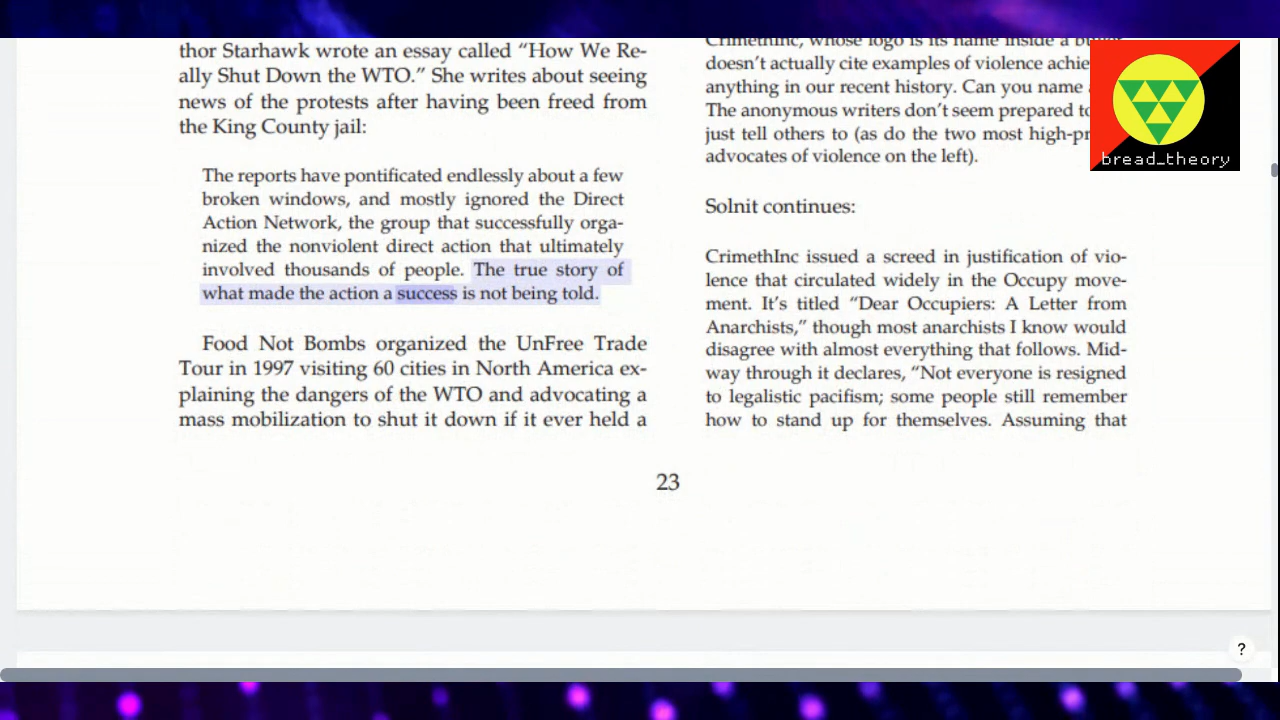 thor Starhawk wrote an essay called “How We Re-
ally Shut Down the WTO.” She writes about seeing
news of the protests after having been freed from
the King County jail:
The reports have pontificated endlessly about a few
broken windows, and mostly ignored the Direct
Action Network, the group that successfully orga-
nized the nonviolent direct action that ultimately
involved thousands of people. The true story of
what made the action a success is not being told.
Food Not Bombs organized the UnFree Trade
Tour in 1997 visiting 60 cities in North America ex-
plaining the dangers of the WTO and advocating a
mass mobilization to shut it down if it ever held a
CrimethInc, whose logo is its name inside a
doesn’t actually cite examples of violence
anything in our recent history. Can you name
The anonymous writers don’t seem prepared
just tell others to (as do the two most
advocates of violence on the left).
Solnit continues:
CrimethInc issued a screed in justification of vio-
lence that circulated widely in the Occupy move-
ment. It’s titled “Dear Occupiers: A Letter from
Anarchists,” though most anarchists I know would
disagree with almost everything that follows. Mid-
way through it declares, “Not everyone is resigned
to legalistic pacifism; some people still remember
how to stand up for themselves. Assuming that
23
bread_theory
?